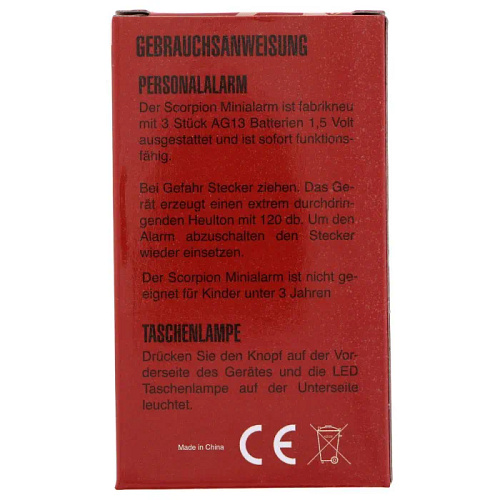 GEBRAUCHSANWEISUNG
PERSONALALARM
Der Scorpion Minialarm ist fabrikneu
mit 3 Stück AG13 Batterien 1,5 Volt
ausgestattet und ist sofort funktions-
fähig.
Bei Gefahr Stecker ziehen. Das Ge-
rät erzeugt einen extrem durchdrin-
genden Heulton mit 120 db. Um den
Alarm abzuschalten den Stecker
wieder einsetzen.
Der Scorpion Minialarm ist nicht ge-
eignet für Kinder unter 3 Jahren
TASCHENLAMPE
Drücken Sie den Knopf auf der Vor-
derseite des Gerätes und die LED
Taschenlampe auf der Unterseite
leuchtet.
Made in China CE